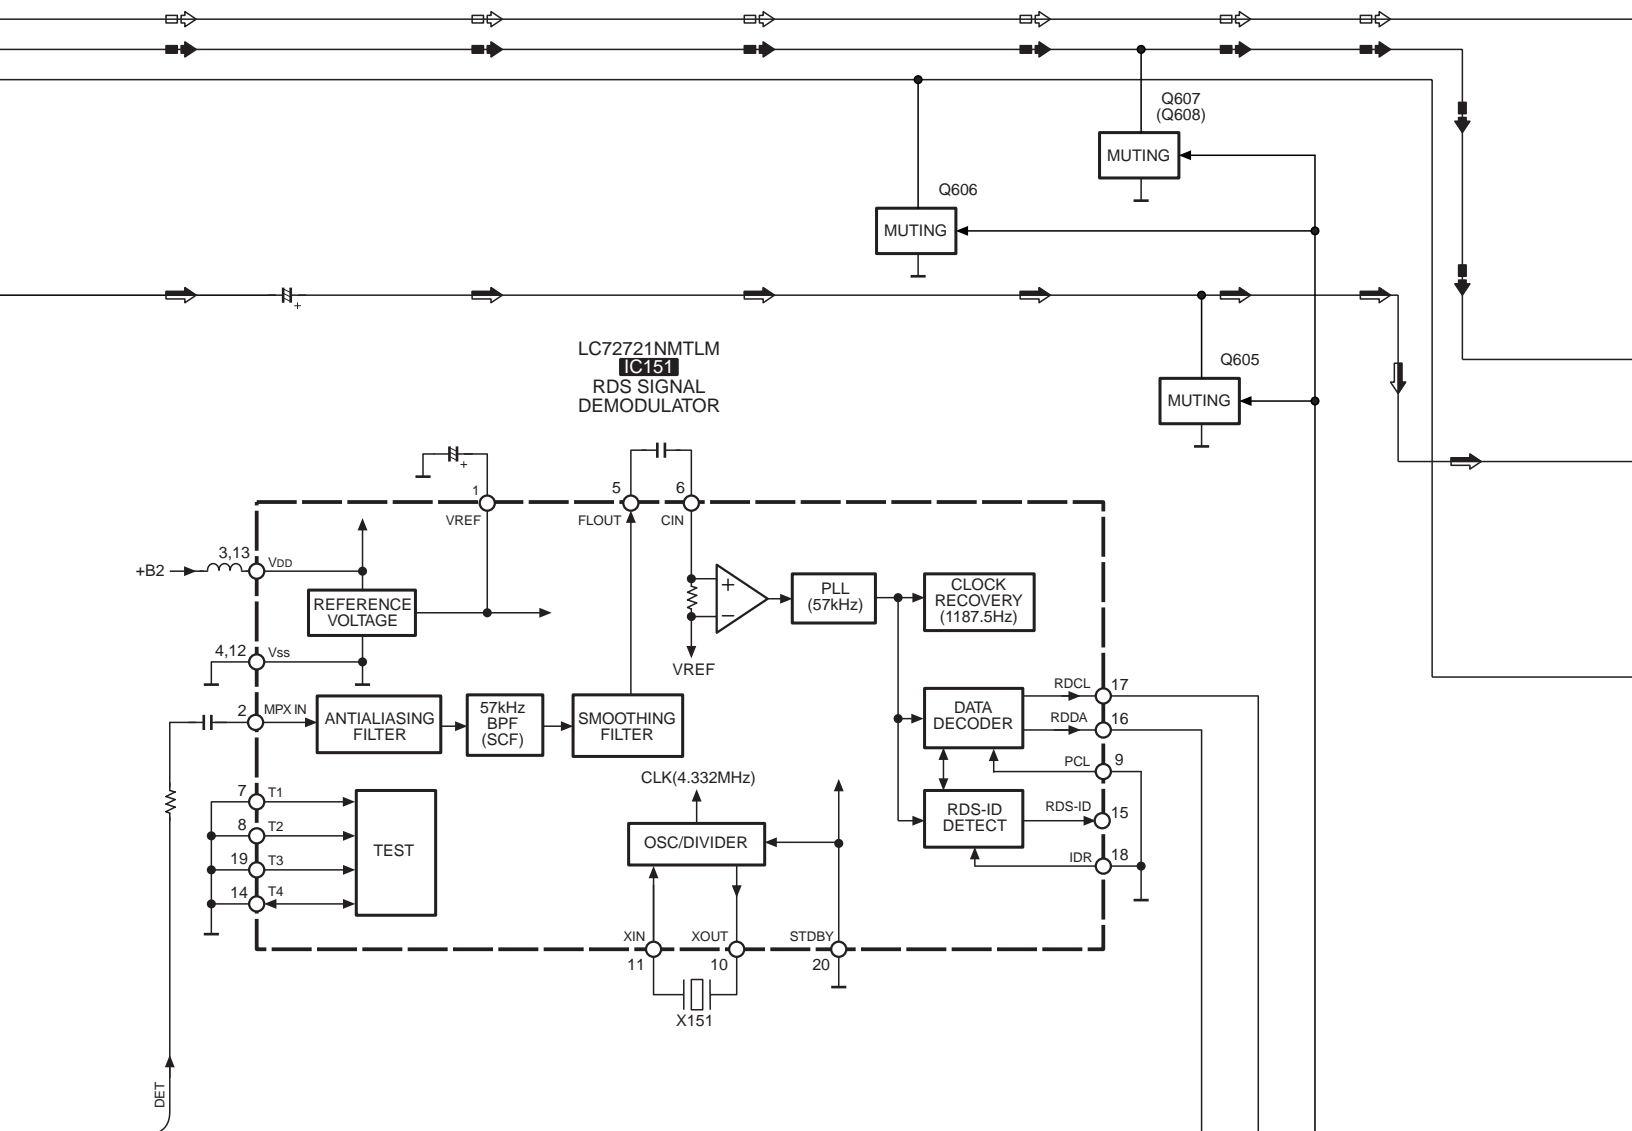 Q607
(Q608)
MUTING
Q606
MUTING
+
LC72721NMTLM
IC151
RDS SIGNAL
DEMODULATOR
Q605
MUTING
+
1
5
6
VREF
FLOUT
CIN
3,13
+B2
VDD
REFERENCE
VOLTAGE
+
−
PLL
(57kHz)
CLOCK
RECOVERY
(1187.5Hz)
4,12
Vss
VREF
2
MPX IN
ANTIALIASING
FILTER
57kHz
BPF
(SCF)
SMOOTHING
FILTER
DATA
DECODER
RDCL
17
RDDA
16
PCL
9
CLK(4.332MHz)
7
T1
8
T2
19
T3
14
T4
TEST
OSC/DIVIDER
RDS-ID
DETECT
RDS-ID
15
IDR
18
XIN
XOUT
STDBY
11
10
20
X151
DET